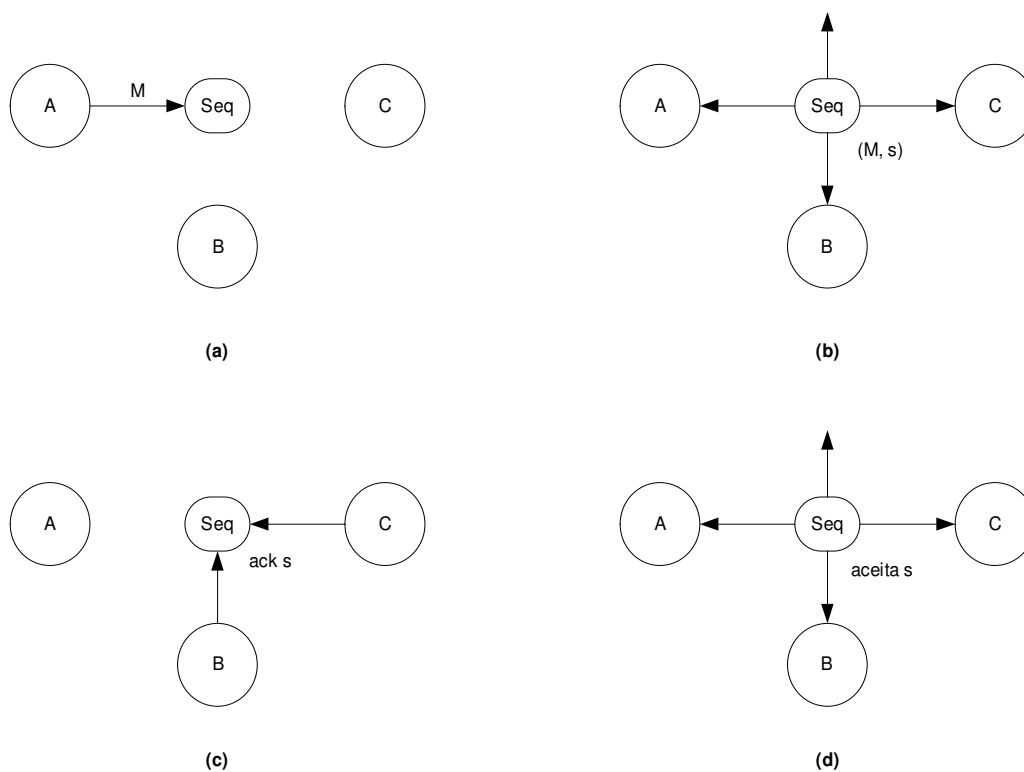 A M Seq C
B
(a)
A Seq C
(M, s)
B
(b)
A Seq C
ack s
B
(c)
A Seq C
aceita s
B
(d)